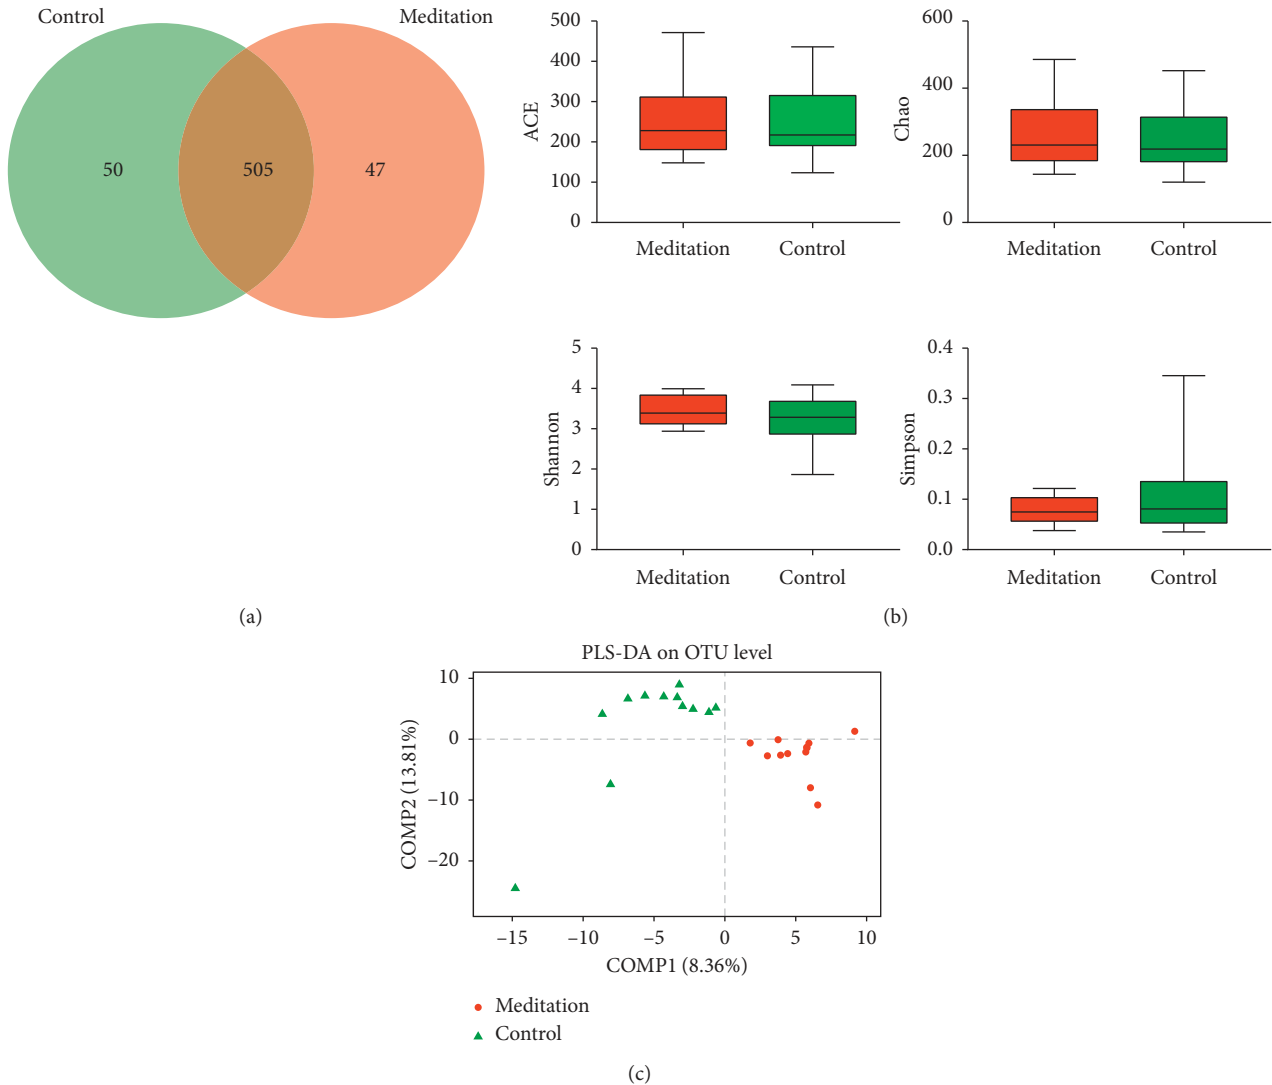 Control
Meditation
50
505
47
(a)
ACE
500
400
300
200
100
0
Meditation
Control
Chao
600
400
200
0
Meditation
Control
Shannon
5
4
3
2
1
0
Meditation
Control
Simpson
0.4
0.3
0.2
0.1
0.0
Meditation
Control
(b)
PLS-DA on OTU level
COMP2 (13.81%)
10
0
−10
−20
−15
−10
−5
0
5
10
COMP1 (8.36%)
Meditation
Control
(c)